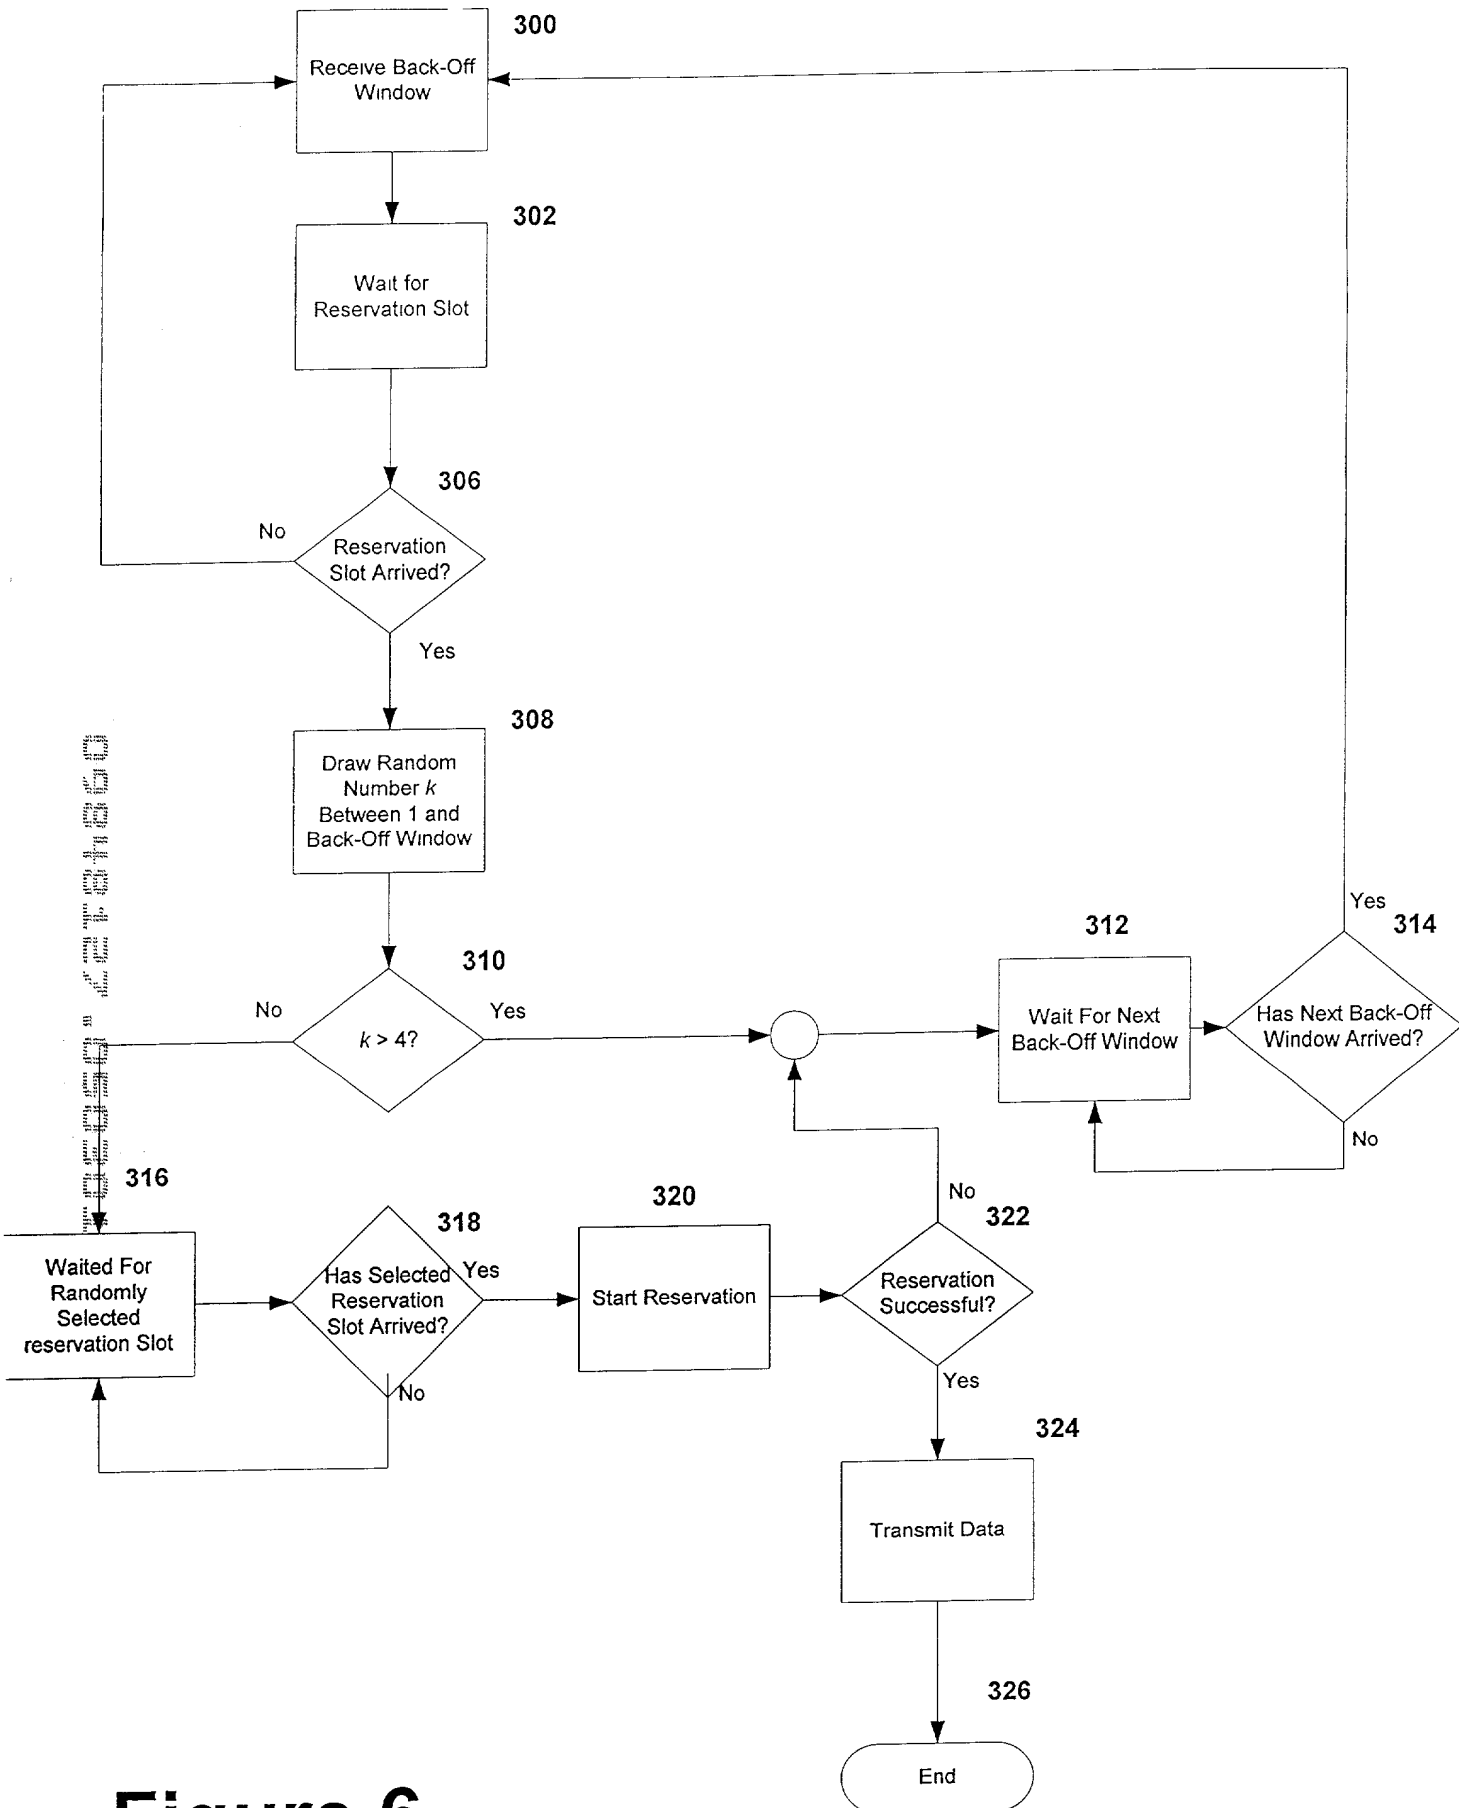 300
Receive Back-Off
Window
302
Wait for
Reservation Slot
306
No
Reservation
Slot Arrived?
Yes
308
Draw Random
Number k
Between 1 and
Back-Off Window
310
No
k > 4?
Yes
312
Wait For Next
Back-Off Window
Yes
314
Has Next Back-Off
Window Arrived?
No
316
Waited For
Randomly
Selected
reservation Slot
318
Has Selected
Reservation
Slot Arrived?
Yes
No
320
Start Reservation
No
322
Reservation
Successful?
Yes
324
Transmit Data
326
End
Figure 6